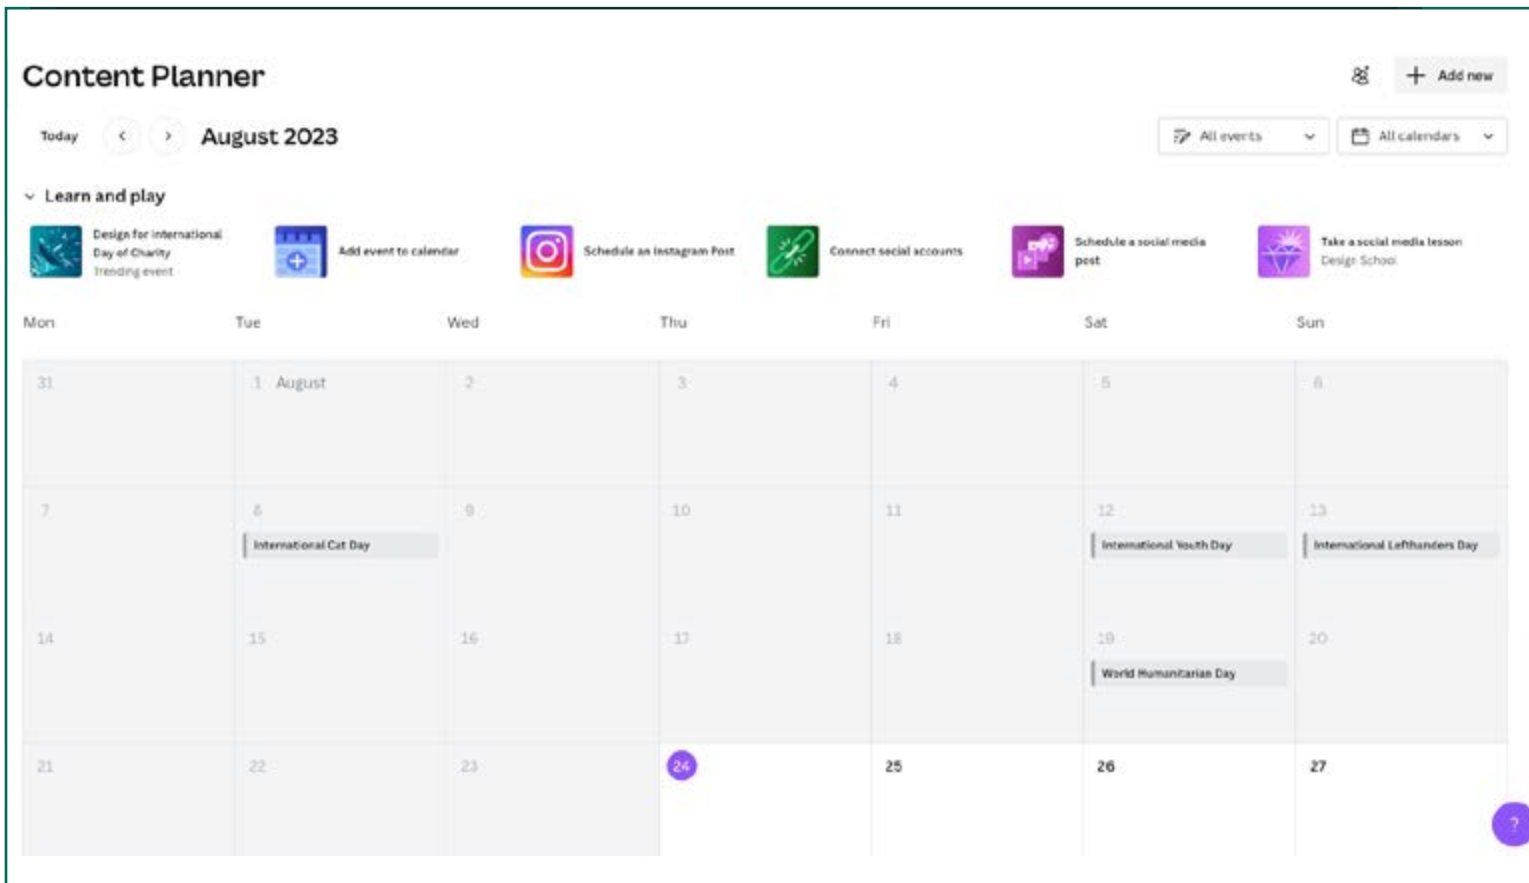 Content Planner
Add new
Today
August 2023
All events
All calendars
Learn and play
Design for International
Day of Charity
Trending event
Add event to calendar
Schedule an Instagram Post
Connect social accounts
Schedule a social media
post
Take a social media lesson
Design School
Mon Tue Wed Thu Fri Sat Sun
31 1 August 2 3 4 5 6
7 8 9 10 11 12 13
International Cat Day International Youth Day International Lefthanders Day
14 15 16 17 18 19 20
World Humanitarian Day
21 22 23 24 25 26 27
?